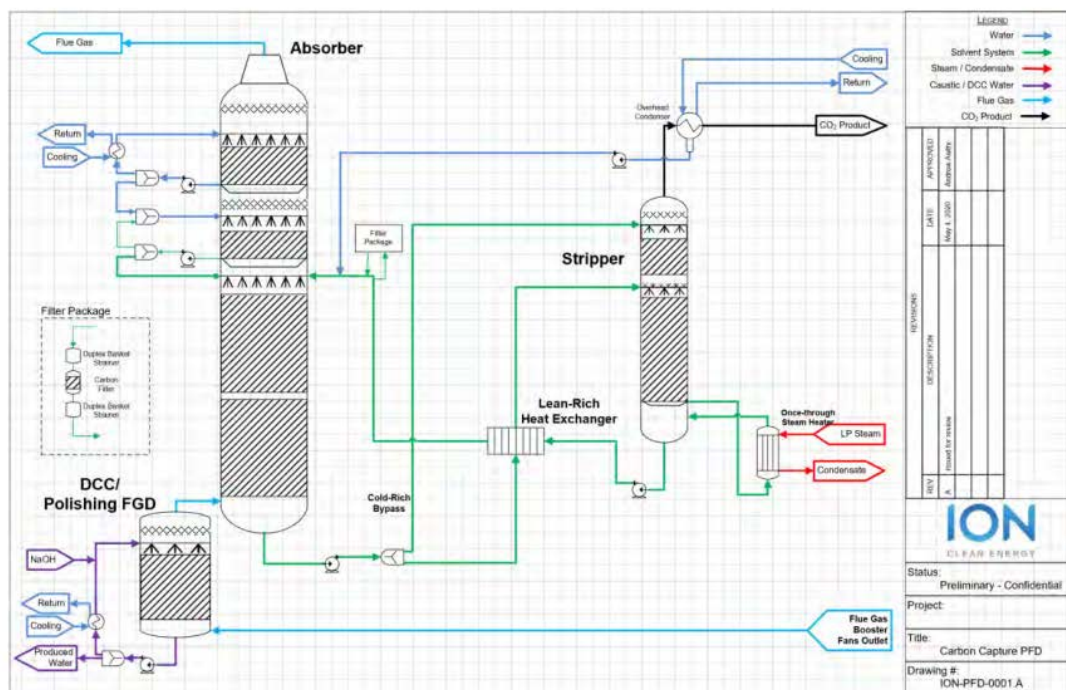 Flue Gas
Absorber
Return
Cooling
Filter
Package
Filter Package
Duplex Basket
Strainer
Carbon
Filter
Duplex Basket
Strainer
DCC/
Polishing FGD
NaOH
Return
Cooling
Produced
Water
Cold-Rich
Bypass
Lean-Rich
Heat Exchanger
Stripper
Overhead
Condenser
Cooling
Return
CO₂ Product
Once-through
Steam Heater
LP Steam
Condensate
Flue Gas
Booster
Fans Outlet
LEGEND
Water
Solvent System
Steam / Condensate
Caustic / DCC Water
Flue Gas
CO₂ Product
REVISIONS
REV
DESCRIPTION
DATE
APPROVED
A
Issued for review
May 4, 2020
Andrew Awtry
ION
CLEAN ENERGY
Status:
Preliminary - Confidential
Project:
Title:
Carbon Capture PFD
Drawing #:
ION-PFD-0001.A